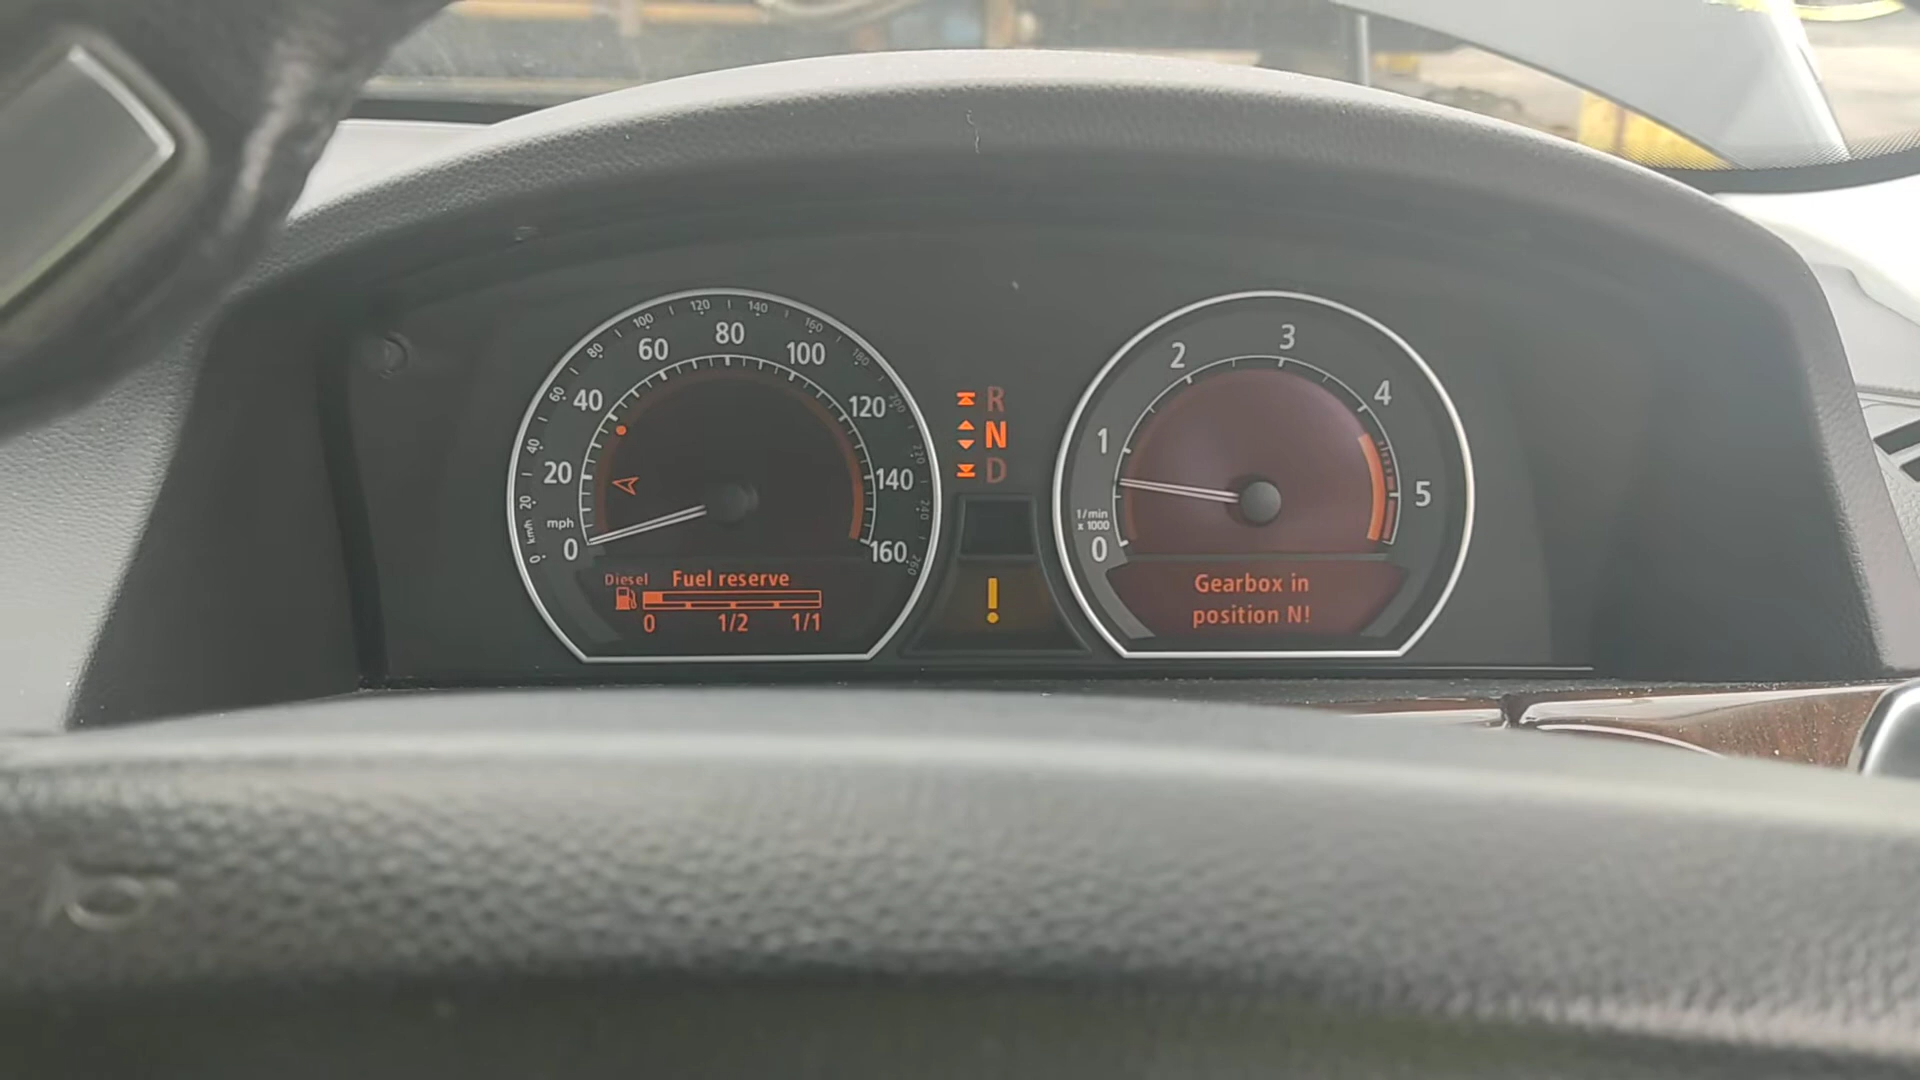 0 20 40 60 80 100 120 140 160
mph
km/h
0 20 40 60 80 100 120 140 160 180 200 220 240 260
Diesel Fuel reserve
0 1/2 1/1
R
N
D
!
0 1 2 3 4 5
1/min
x 1000
Gearbox in
position N!